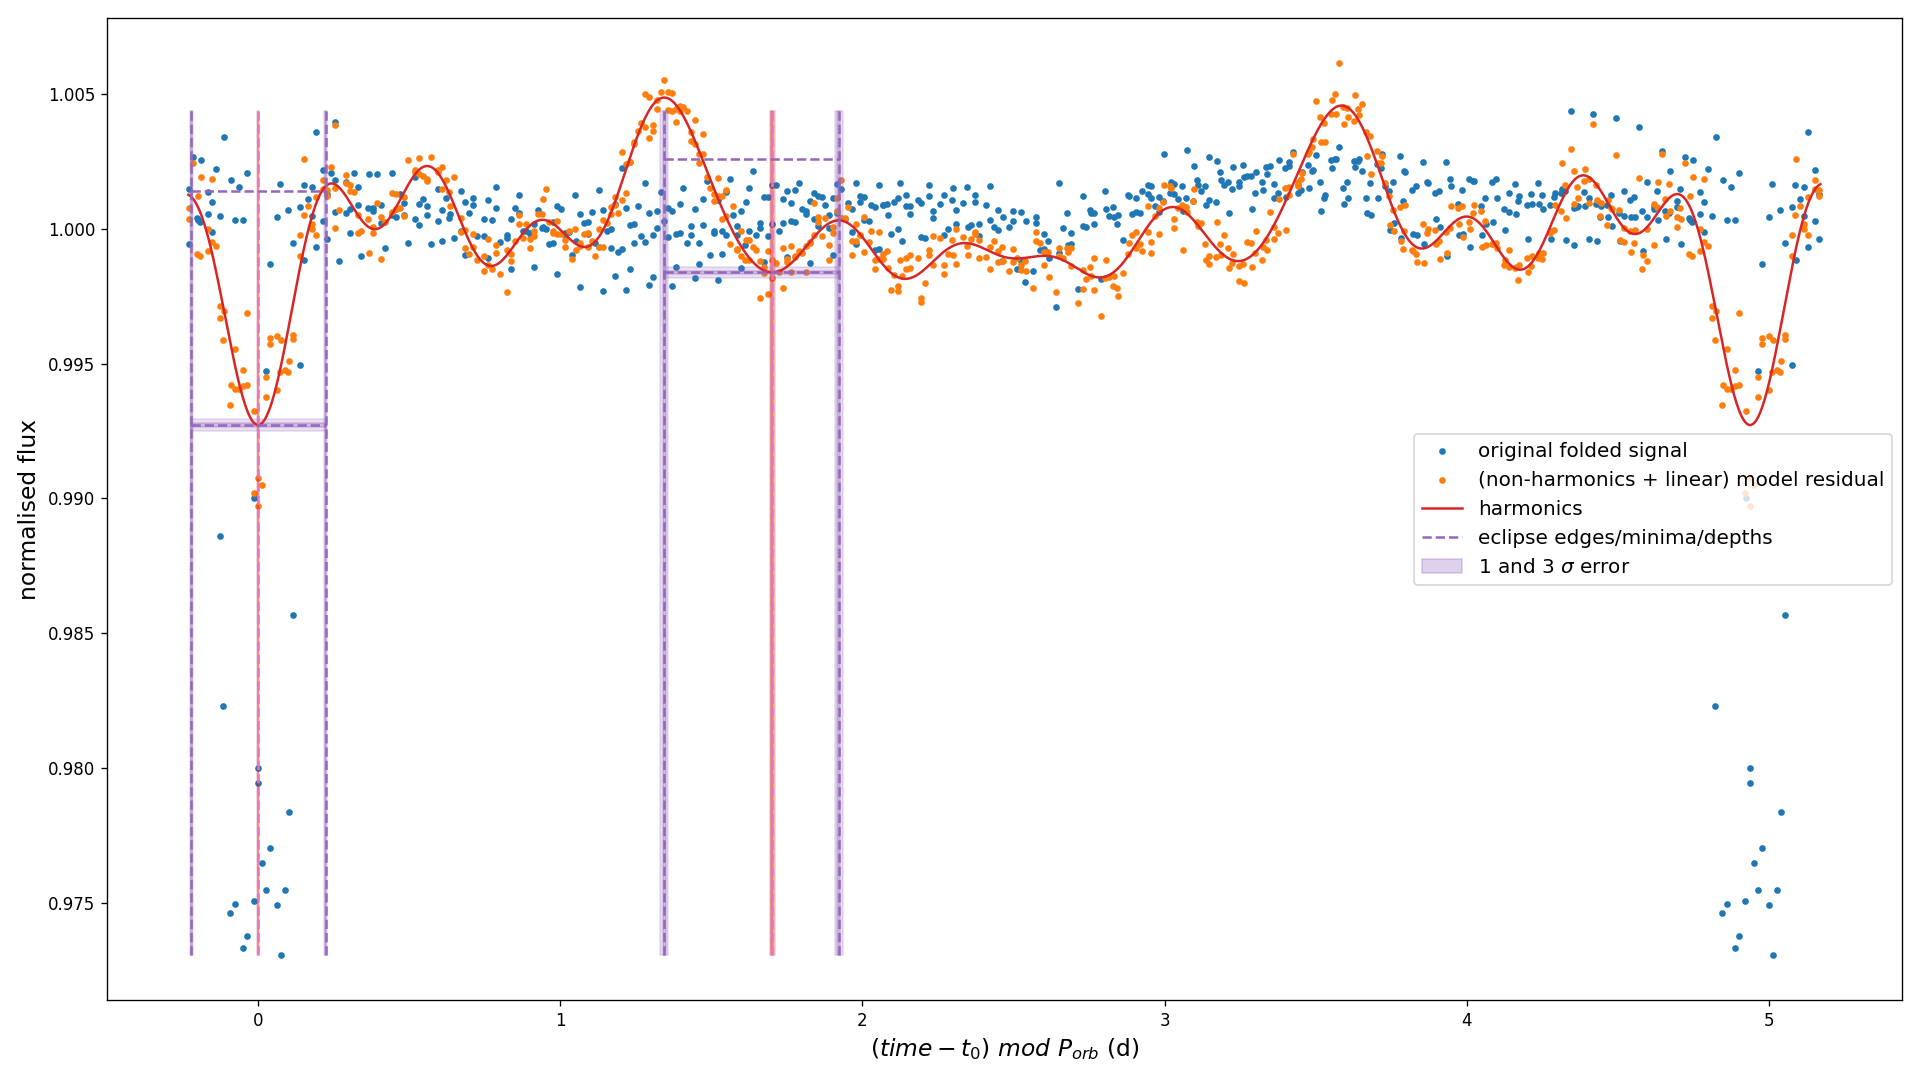 normalised flux
1.005
1.000
0.995
0.990
0.985
0.980
0.975
original folded signal
(non-harmonics + linear) model residual
harmonics
eclipse edges/minima/depths
1 and 3 σ error
0 1 2 3 4 5
(time − t₀) mod P_orb (d)